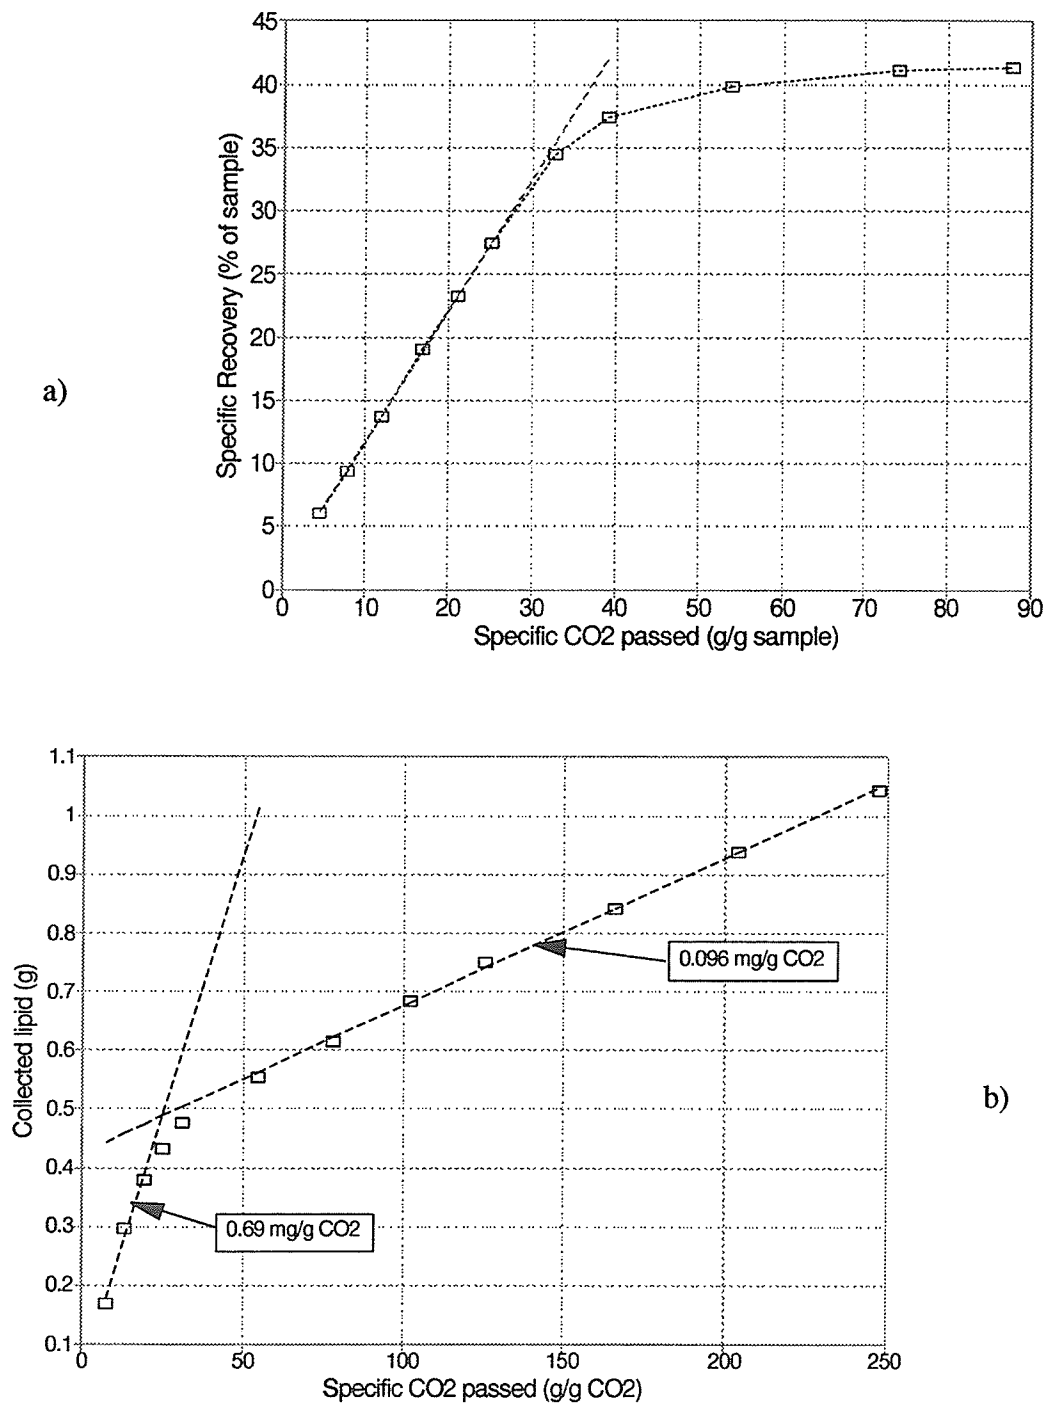 45
40
35
30
25
20
15
10
5
0
Specific Recovery (% of sample)
a)
0 10 20 30 40 50 60 70 80 90
Specific CO2 passed (g/g sample)
1.1
1
0.9
0.8
0.7
0.6
0.5
0.4
0.3
0.2
0.1
Collected lipid (g)
0.096 mg/g CO2
0.69 mg/g CO2
b)
0 50 100 150 200 250
Specific CO2 passed (g/g CO2)